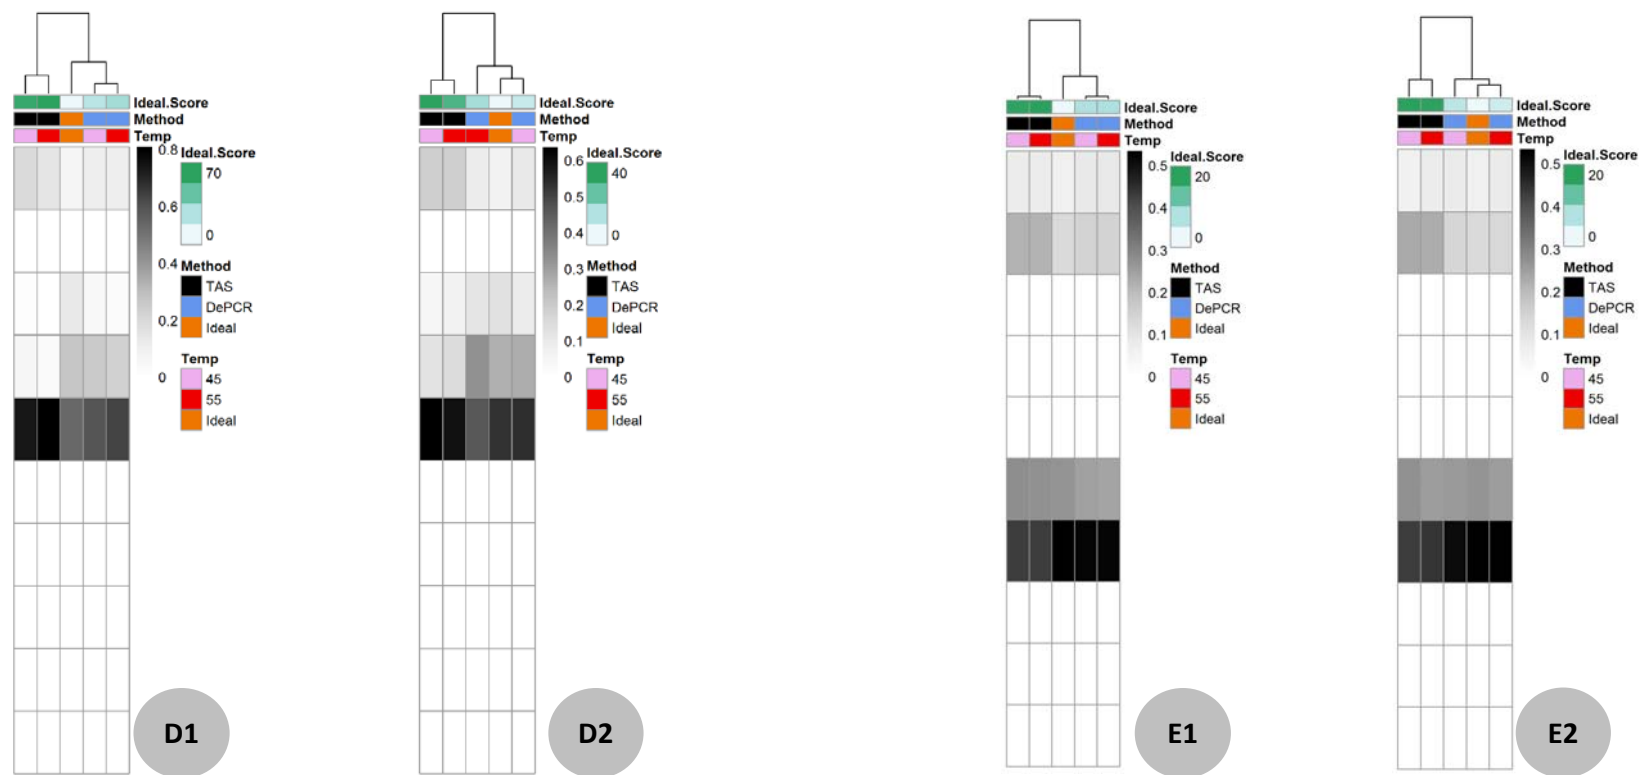 Ideal.Score
Method
Temp
0.8
0.6
0.4
0.2
0
Ideal.Score
70
0
Method
TAS
DePCR
Ideal
Temp
45
55
Ideal
D1
Ideal.Score
Method
Temp
0.6
0.5
0.4
0.3
0.2
0.1
0
Ideal.Score
40
0
Method
TAS
DePCR
Ideal
Temp
45
55
Ideal
D2
Ideal.Score
Method
Temp
0.5
0.4
0.3
0.2
0.1
0
Ideal.Score
20
0
Method
TAS
DePCR
Ideal
Temp
45
55
Ideal
E1
Ideal.Score
Method
Temp
0.5
0.4
0.3
0.2
0.1
0
Ideal.Score
20
0
Method
TAS
DePCR
Ideal
Temp
45
55
Ideal
E2